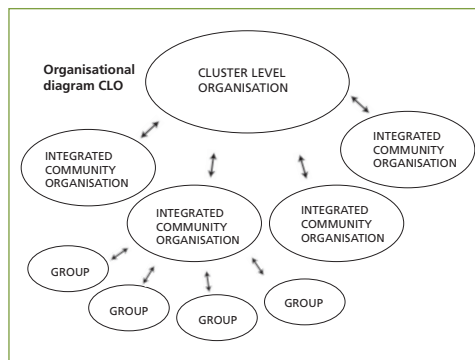 Organisational
diagram CLO
CLUSTER LEVEL
ORGANISATION
INTEGRATED
COMMUNITY
ORGANISATION
INTEGRATED
COMMUNITY
ORGANISATION
INTEGRATED
COMMUNITY
ORGANISATION
INTEGRATED
COMMUNITY
ORGANISATION
GROUP
GROUP
GROUP
GROUP